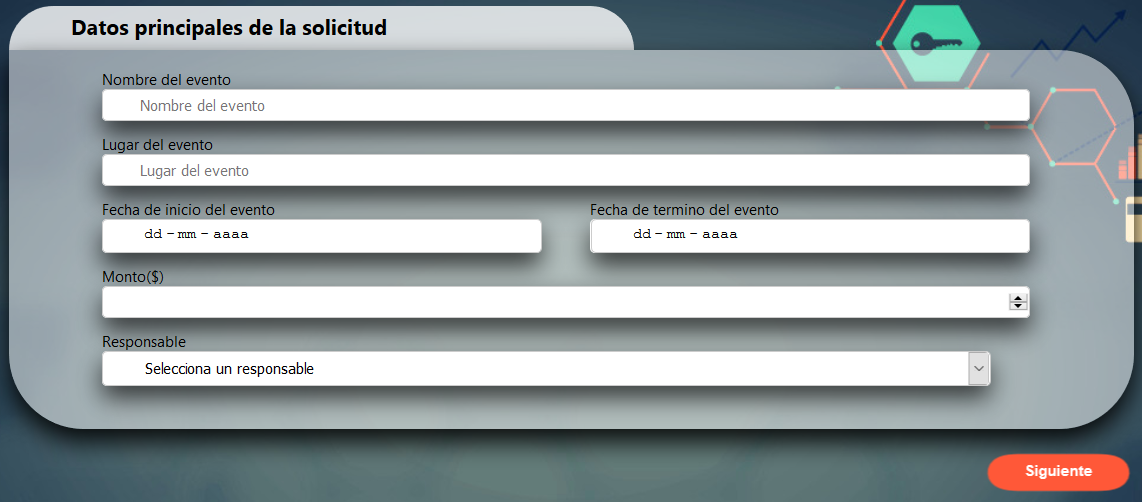 Datos principales de la solicitud
Nombre del evento
Nombre del evento
Lugar del evento
Lugar del evento
Fecha de inicio del evento Fecha de termino del evento
dd - mm - aaaa dd - mm - aaaa
Monto($)
Responsable
Selecciona un responsable
Siguiente